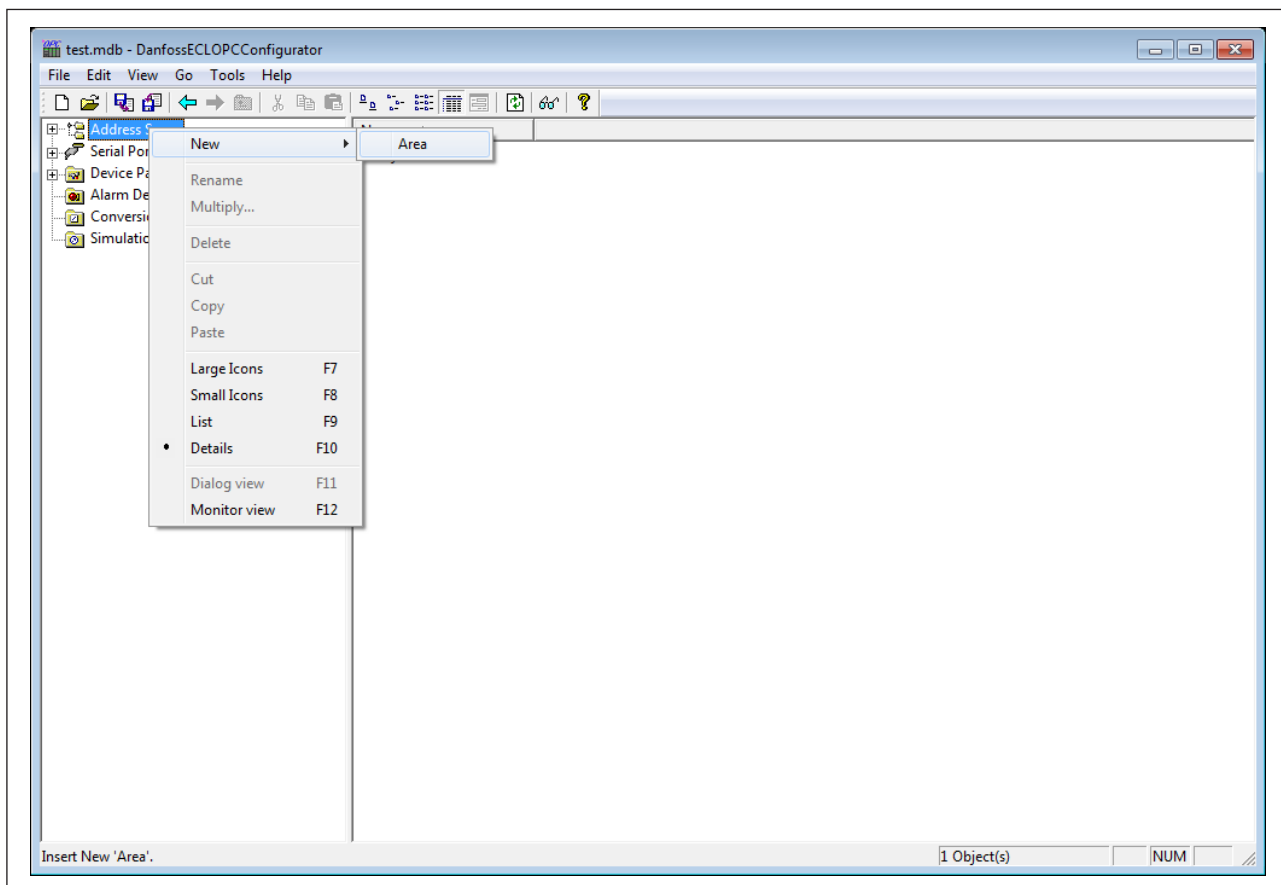 test.mdb - DanfossECLOPCConfigurator
File Edit View Go Tools Help
Address S
Serial Por
Device Pa
Alarm De
Conversi
Simulatic
New
Area
Rename
Multiply...
Delete
Cut
Copy
Paste
Large Icons F7
Small Icons F8
List F9
Details F10
Dialog view F11
Monitor view F12
Insert New 'Area'.
1 Object(s)
NUM